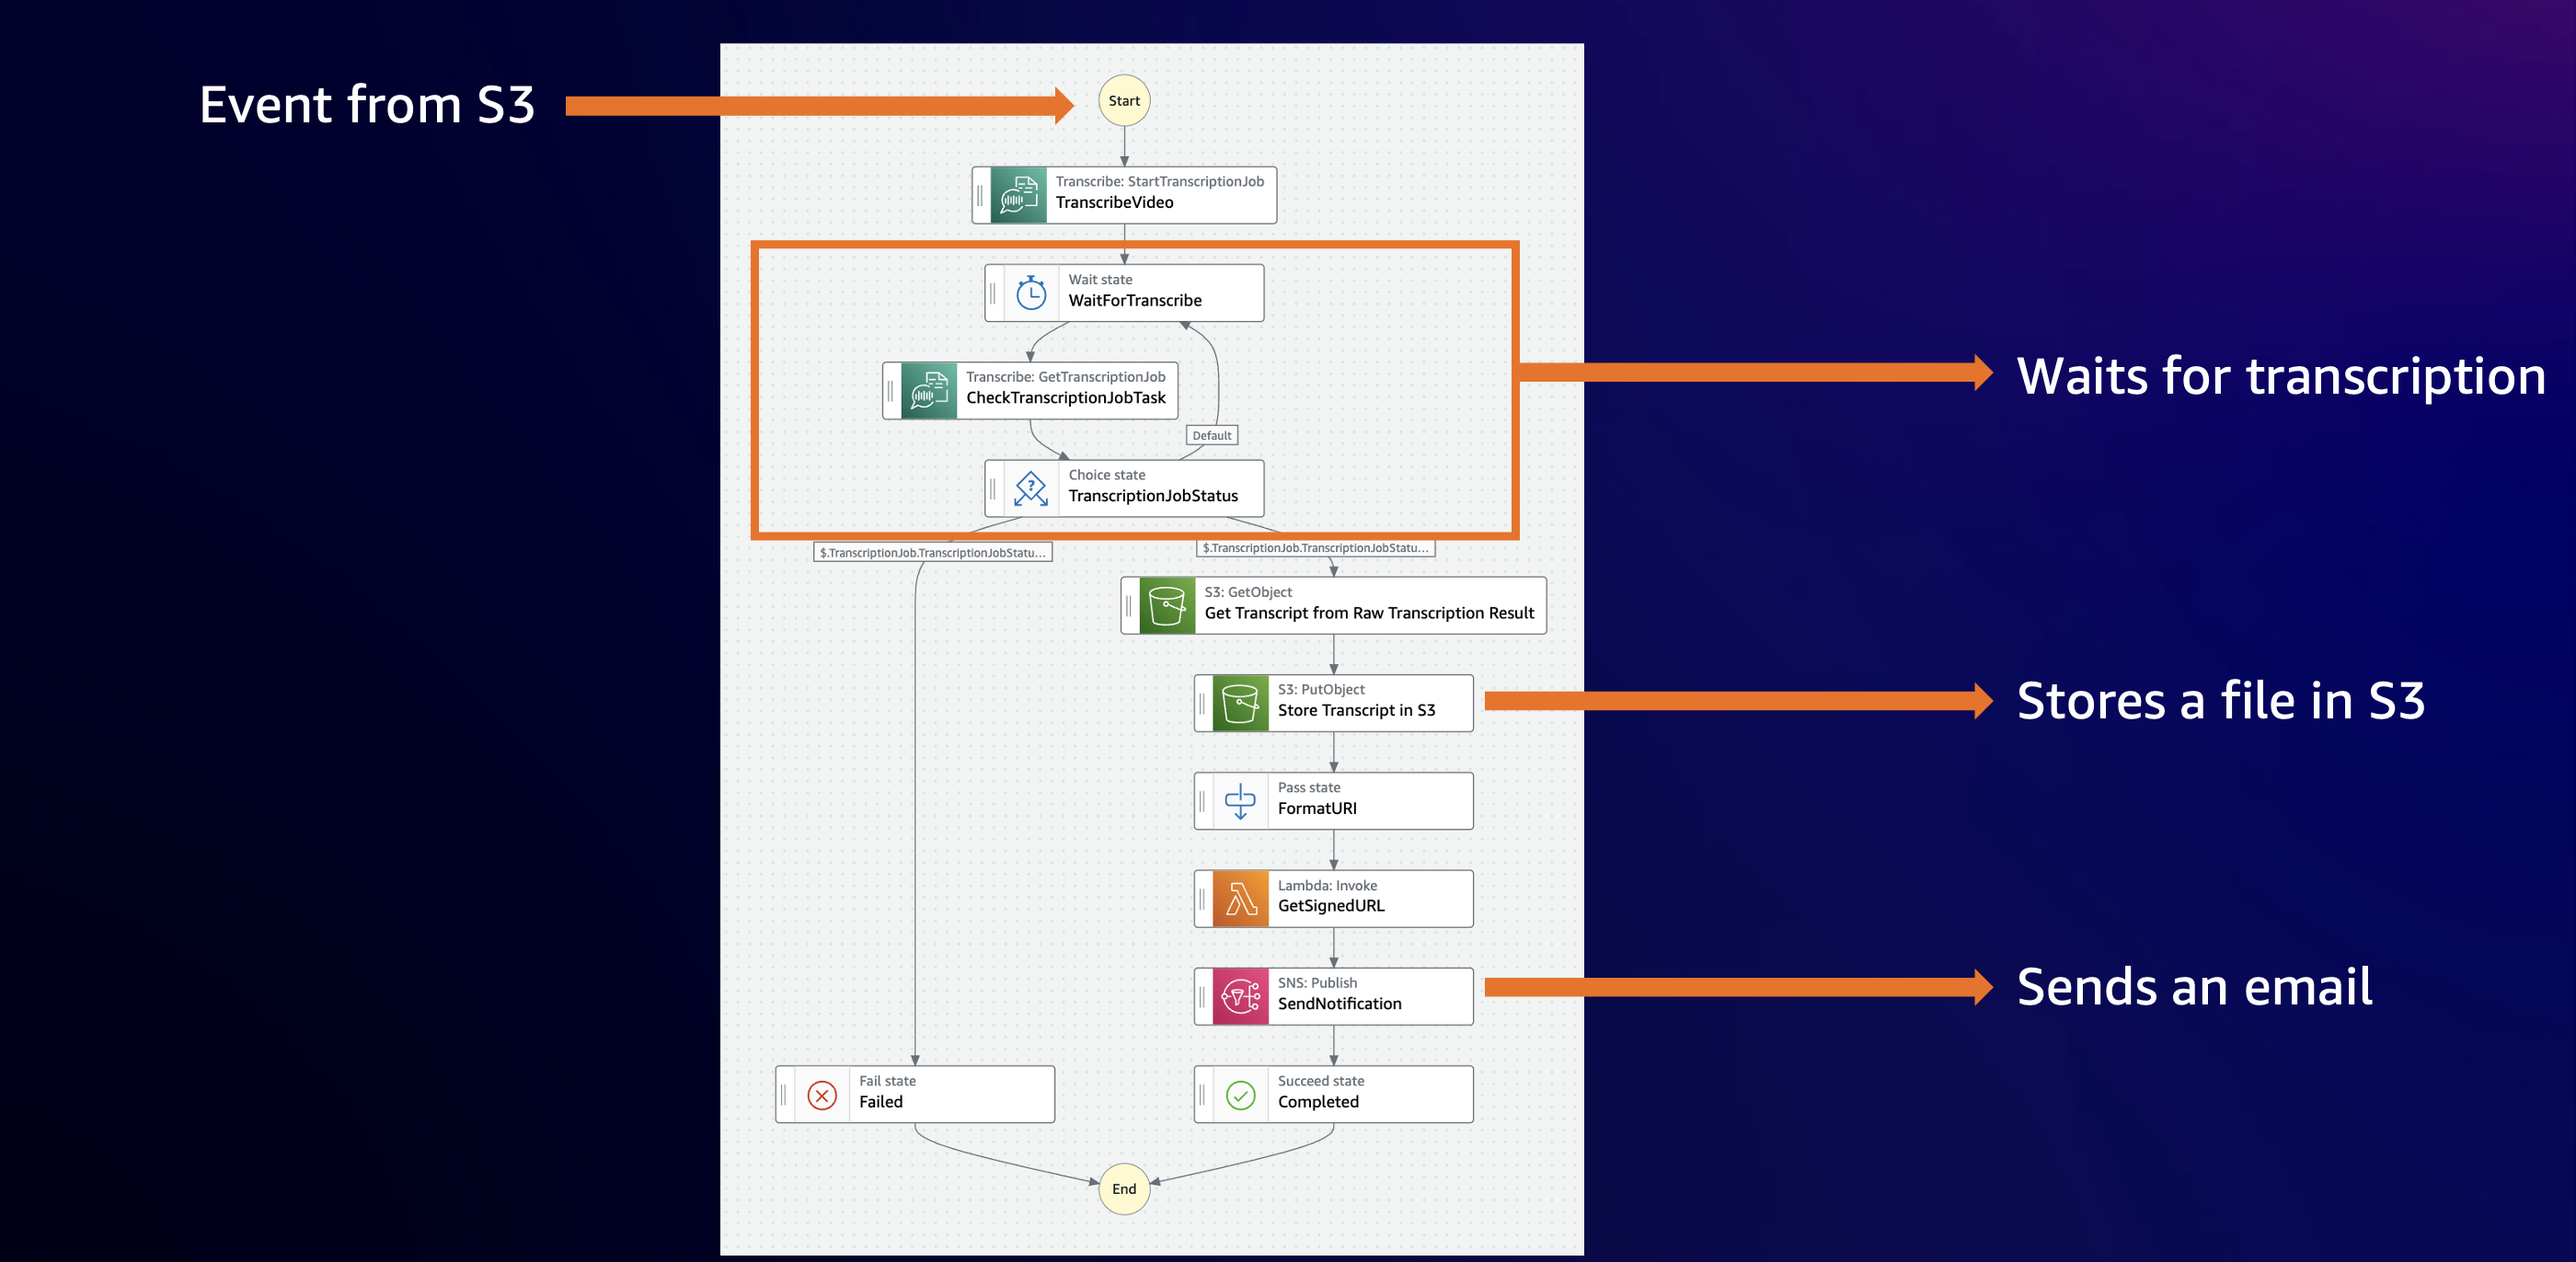 Event from S3
Start
Transcribe: StartTranscriptionJob
TranscribeVideo
Wait state
WaitForTranscribe
Transcribe: GetTranscriptionJob
CheckTranscriptionJobTask
Waits for transcription
Default
Choice state
?
TranscriptionJobStatus
$.TranscriptionJob.TranscriptionJobStatu...
$.TranscriptionJob.TranscriptionJobStatu...
S3: GetObject
Get Transcript from Raw Transcription Result
S3: PutObject
Store Transcript in S3
Stores a file in S3
Pass state
FormatURI
Lambda: Invoke
GetSignedURL
SNS: Publish
SendNotification
Sends an email
Fail state
Failed
Succeed state
Completed
End